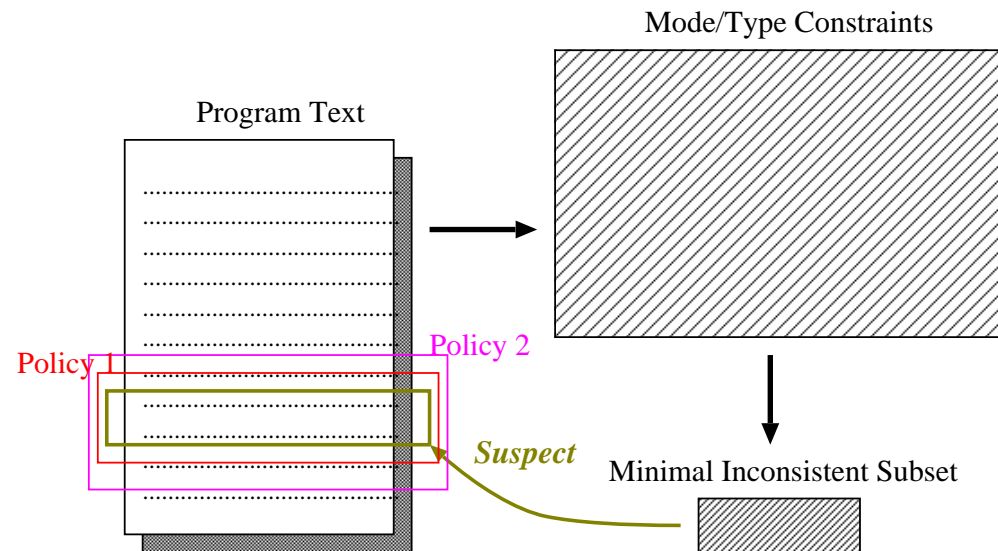 Mode/Type Constraints
Program Text
Policy 1
Policy 2
Suspect
Minimal Inconsistent Subset